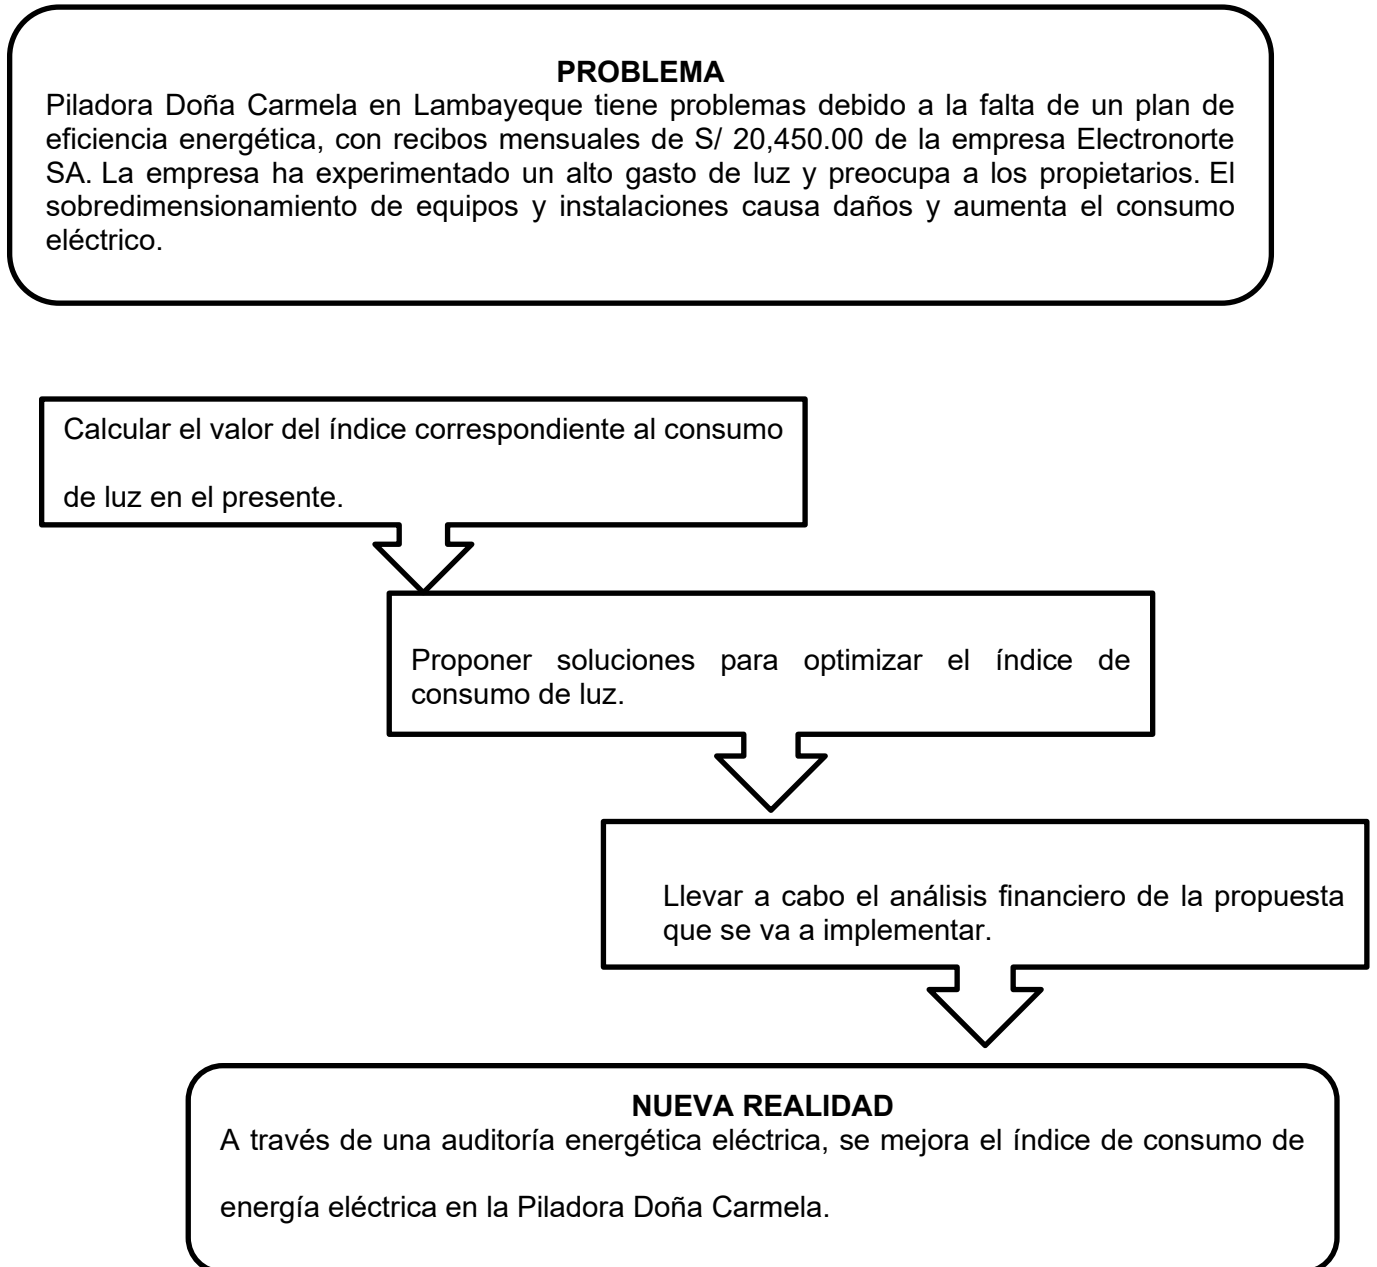 PROBLEMA
Piladora Doña Carmela en Lambayeque tiene problemas debido a la falta de un plan de
eficiencia energética, con recibos mensuales de S/ 20,450.00 de la empresa Electronorte
SA. La empresa ha experimentado un alto gasto de luz y preocupa a los propietarios. El
sobredimensionamiento de equipos y instalaciones causa daños y aumenta el consumo
eléctrico.
Calcular el valor del índice correspondiente al consumo
de luz en el presente.
Proponer soluciones para optimizar el índice de
consumo de luz.
Llevar a cabo el análisis financiero de la propuesta
que se va a implementar.
NUEVA REALIDAD
A través de una auditoría energética eléctrica, se mejora el índice de consumo de
energía eléctrica en la Piladora Doña Carmela.